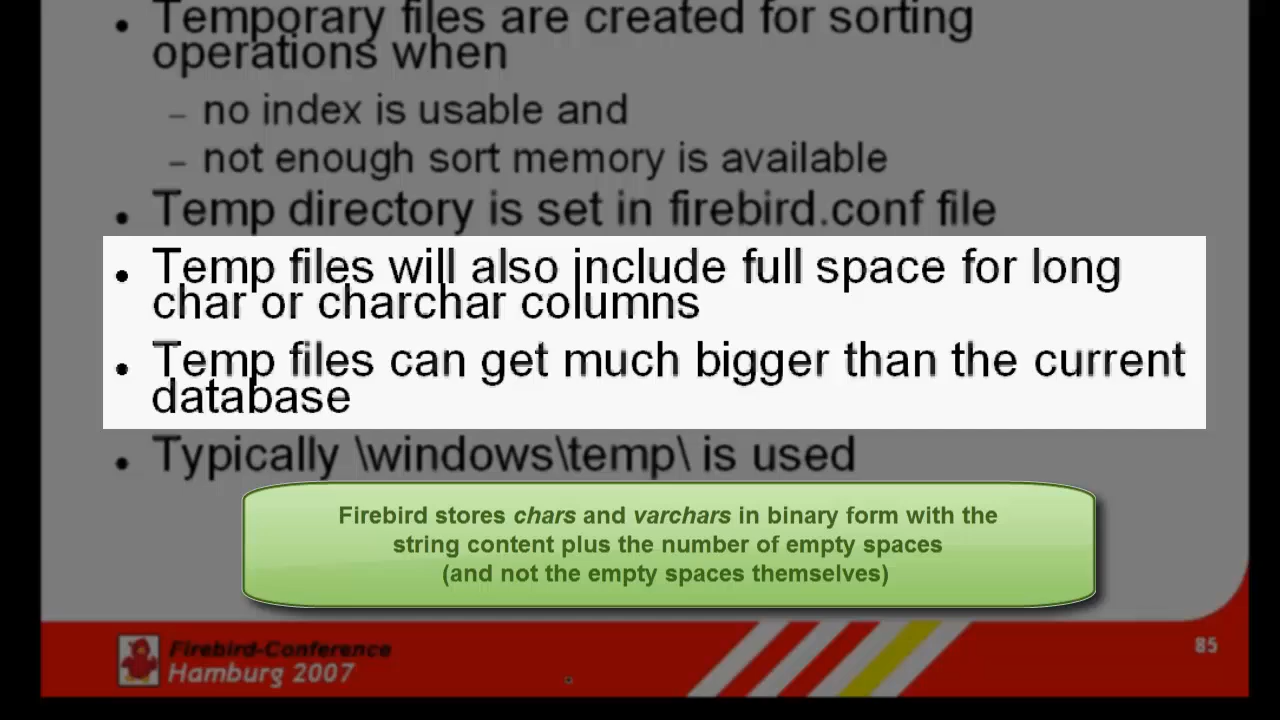 • Temporary files are created for sorting
operations when
– no index is usable and
– not enough sort memory is available
• Temp directory is set in firebird.conf file
• Temp files will also include full space for long
char or charchar columns
• Temp files can get much bigger than the current
database
• Typically \windows\temp\ is used
Firebird stores chars and varchars in binary form with the
string content plus the number of empty spaces
(and not the empty spaces themselves)
Firebird-Conference
Hamburg 2007
85